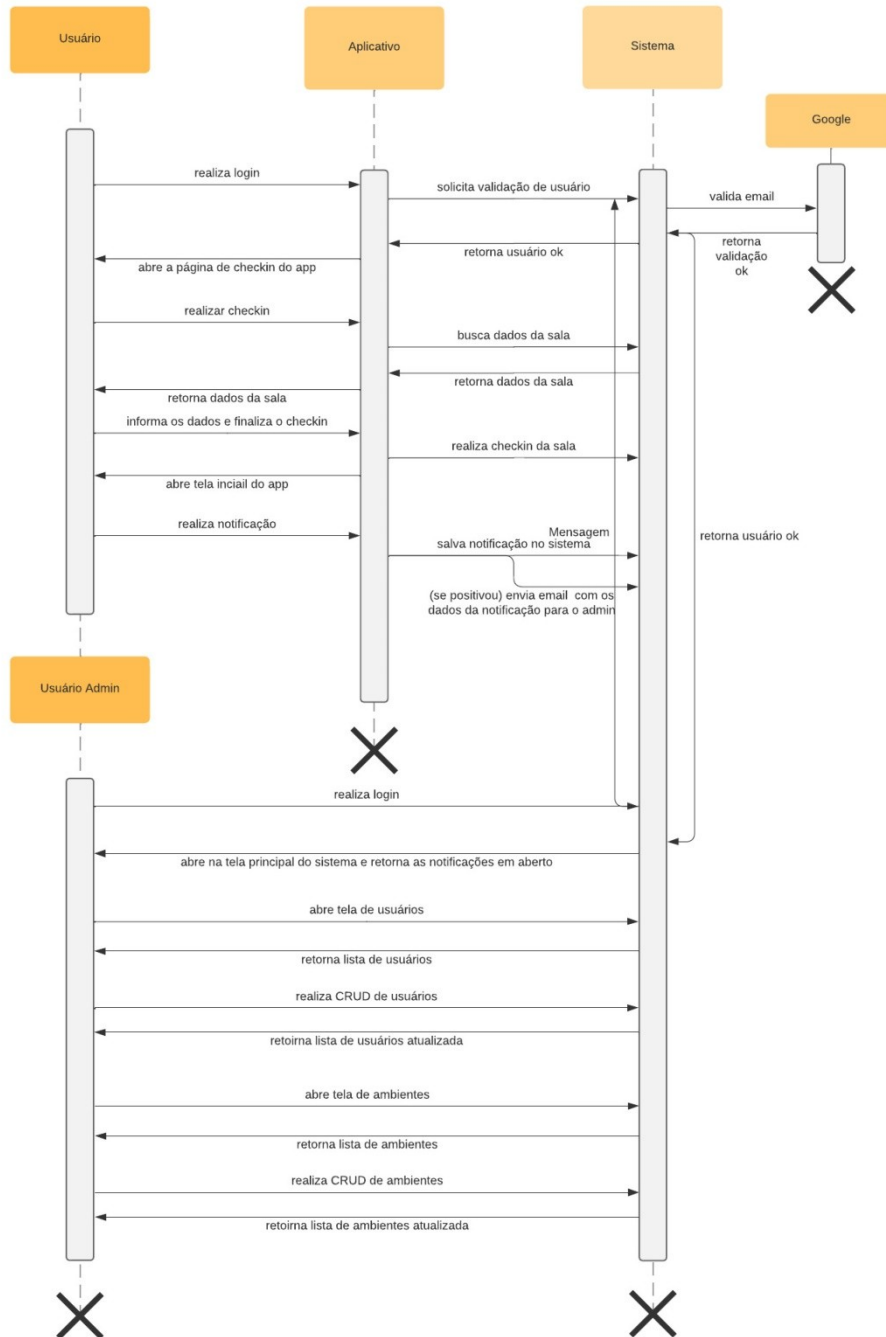 Usuário
Aplicativo
Sistema
Google
realiza login
solicita validação de usuário
valida email
retorna
validação
ok
retorna usuário ok
abre a página de checkin do app
realizar checkin
busca dados da sala
retorna dados da sala
retorna dados da sala
informa os dados e finaliza o checkin
realiza checkin da sala
abre tela inciail do app
realiza notificação
Mensagem
salva notificação no sistema
retorna usuário ok
(se positivou) envia email com os
dados da notificação para o admin
Usuário Admin
realiza login
abre na tela principal do sistema e retorna as notificações em aberto
abre tela de usuários
retorna lista de usuários
realiza CRUD de usuários
retoirna lista de usuários atualizada
abre tela de ambientes
retorna lista de ambientes
realiza CRUD de ambientes
retoirna lista de ambientes atualizada